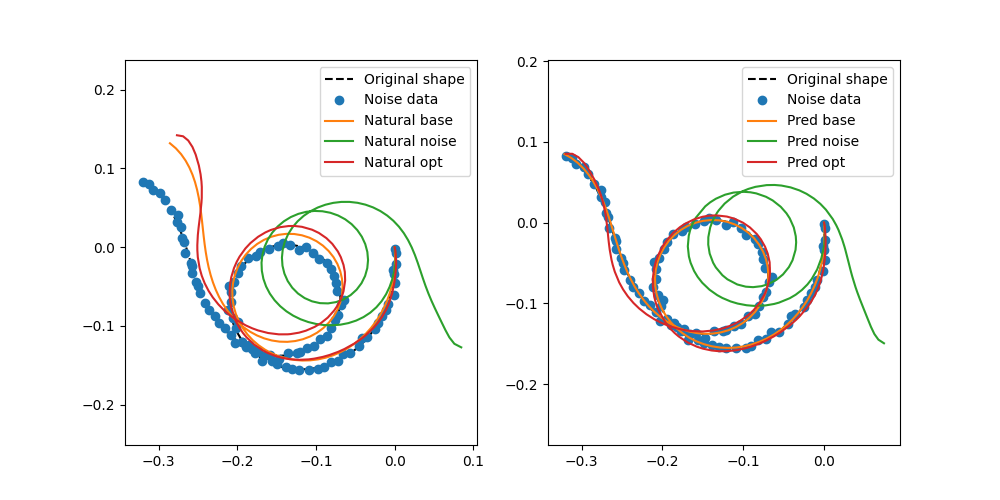 Original shape
Noise data
Natural base
Natural noise
Natural opt
0.2
0.1
0.0
−0.1
−0.2
−0.3
−0.2
−0.1
0.0
0.1
Original shape
Noise data
Pred base
Pred noise
Pred opt
0.2
0.1
0.0
−0.1
−0.2
−0.3
−0.2
−0.1
0.0